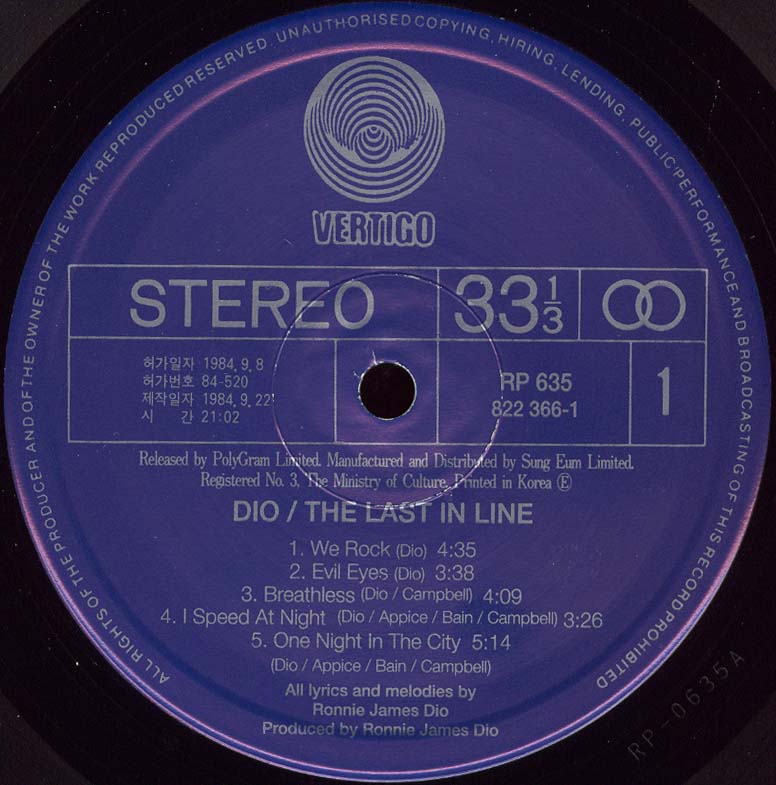 ALL RIGHTS OF THE PRODUCER AND OF THE OWNER OF THE WORK REPRODUCED RESERVED. UNAUTHORISED COPYING, HIRING, LENDING, PUBLIC PERFORMANCE AND BROADCASTING OF THIS RECORD PROHIBITED
VERTIGO
STEREO
33 1/3
허가일자 1984. 9. 8
허가번호 84-520
제작일자 1984. 9. 22
시 간 21:02
RP 635
822 366-1
1
Released by PolyGram Limited. Manufactured and Distributed by Sung Eum Limited.
Registered No. 3, The Ministry of Culture, Printed in Korea Ⓔ
DIO / THE LAST IN LINE
1. We Rock (Dio) 4:35
2. Evil Eyes (Dio) 3:38
3. Breathless (Dio / Campbell) 4:09
4. I Speed At Night (Dio / Appice / Bain / Campbell) 3:26
5. One Night In The City 5:14
(Dio / Appice / Bain / Campbell)
All lyrics and melodies by
Ronnie James Dio
Produced by Ronnie James Dio
RP-0635A